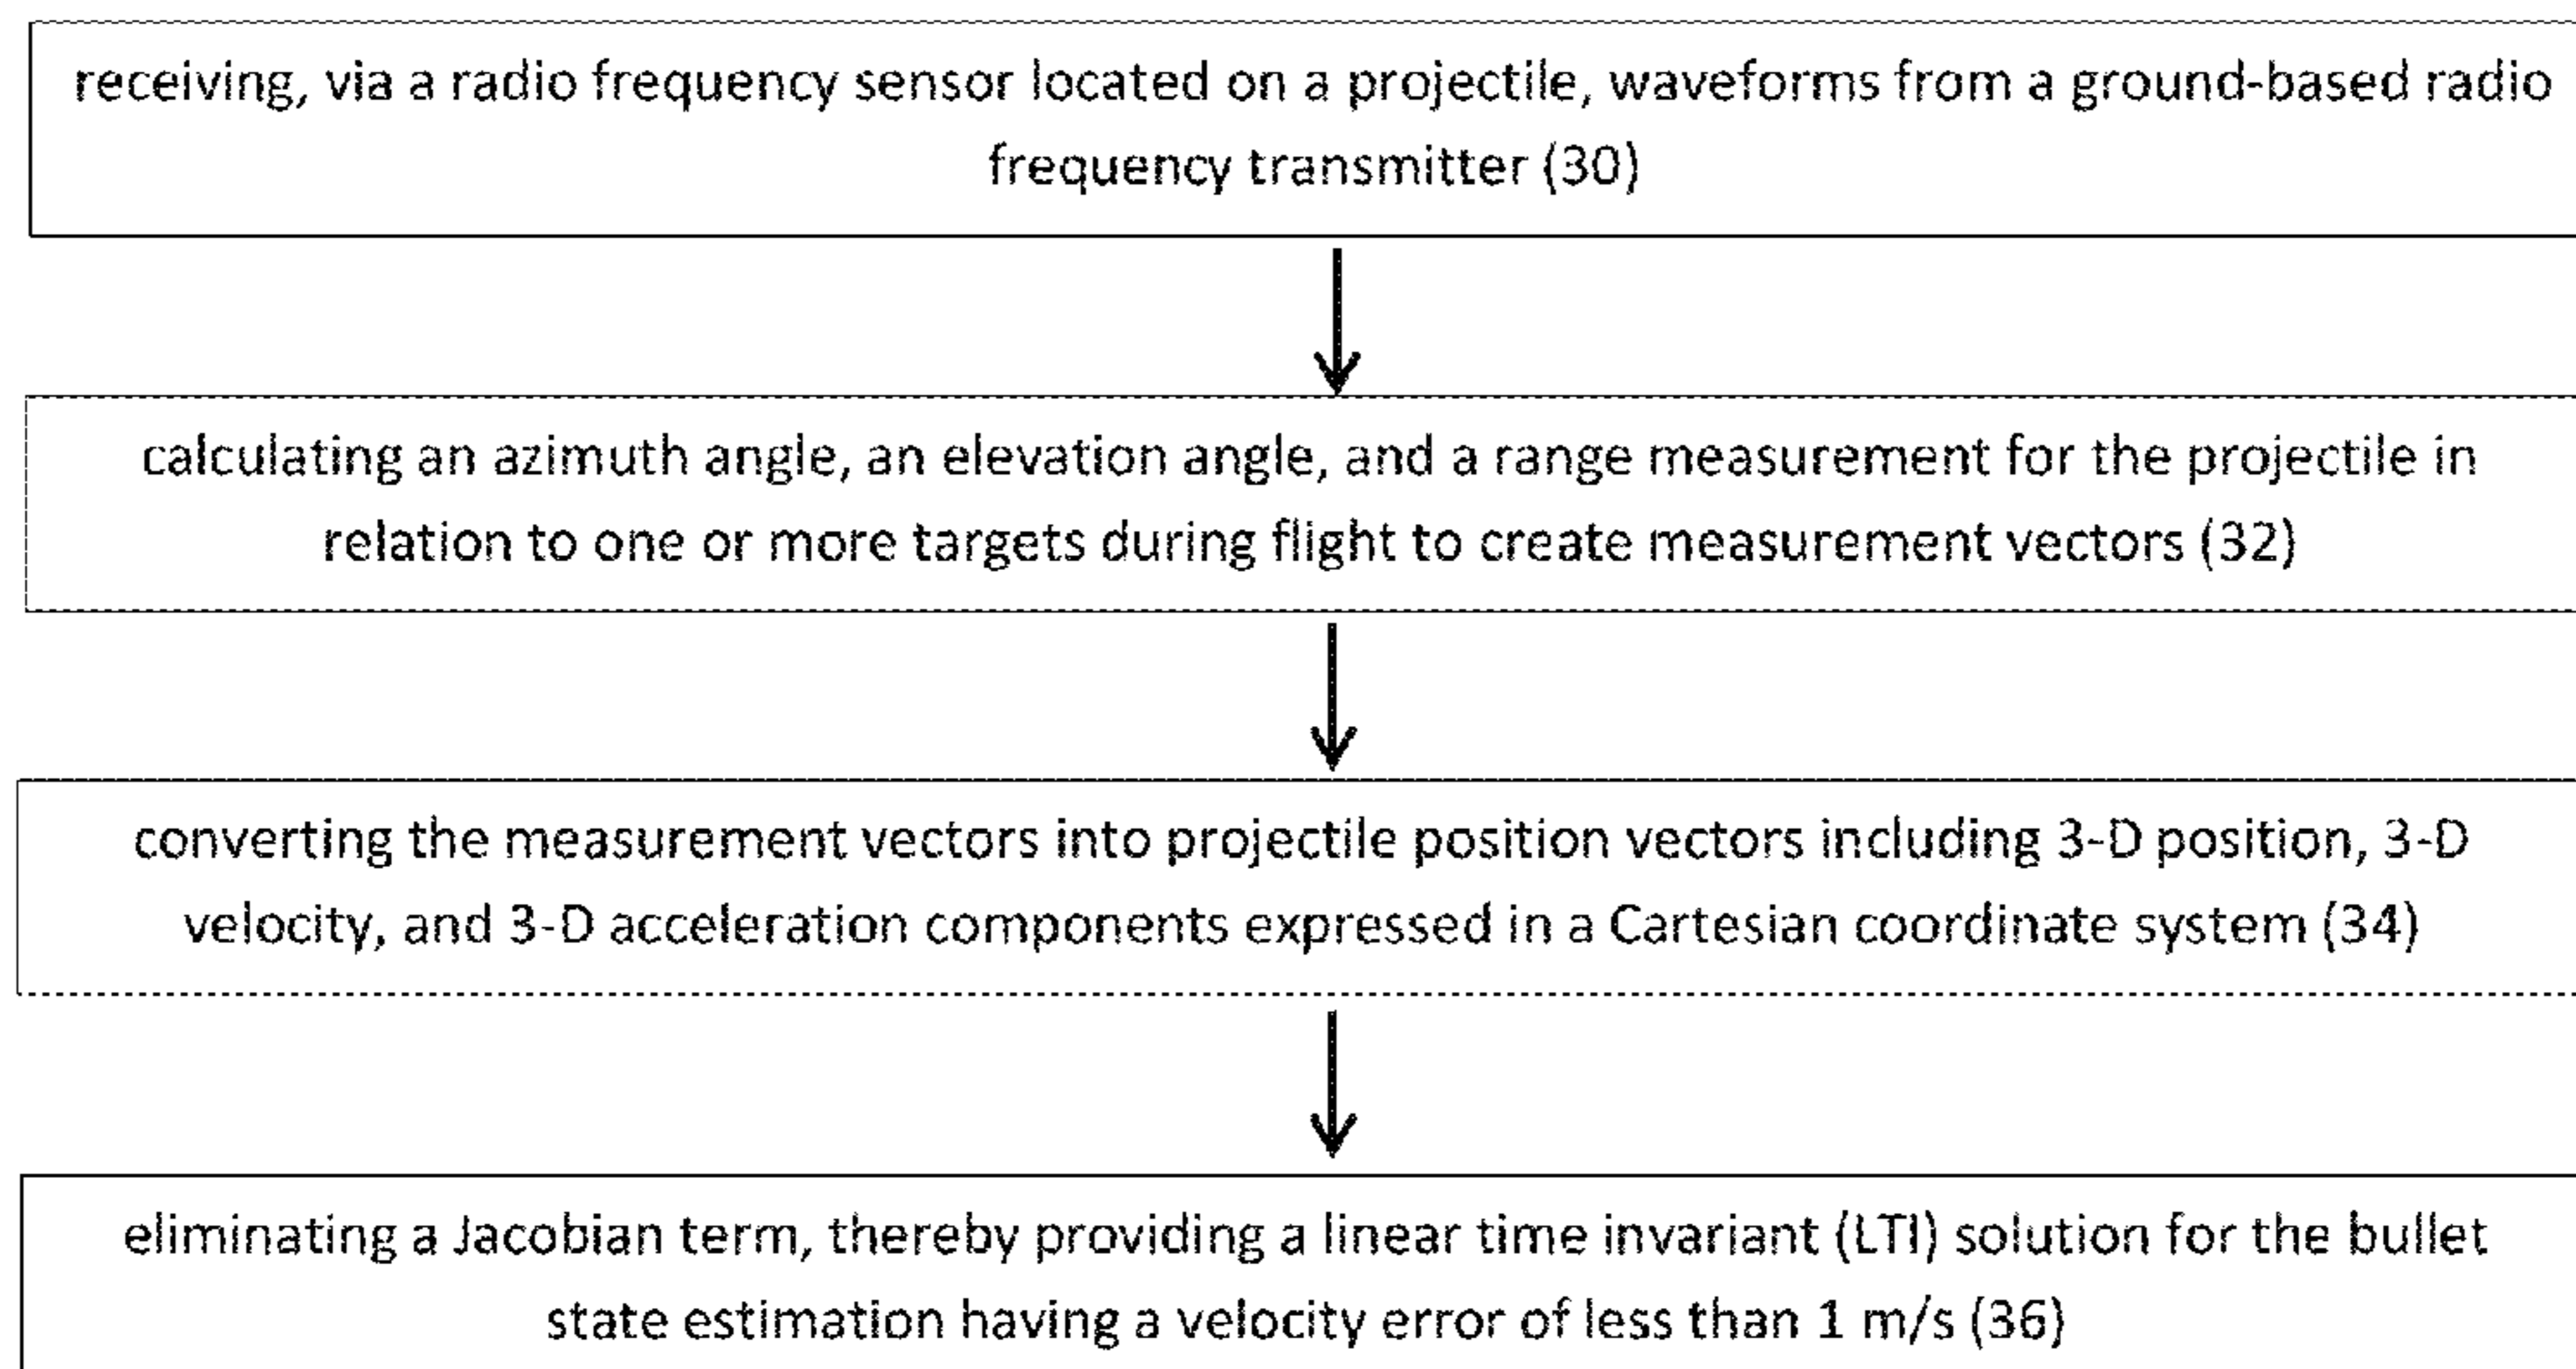 receiving, via a radio frequency sensor located on a projectile, waveforms from a ground-based radio
frequency transmitter (30)
calculating an azimuth angle, an elevation angle, and a range measurement for the projectile in
relation to one or more targets during flight to create measurement vectors (32)
converting the measurement vectors into projectile position vectors including 3-D position, 3-D
velocity, and 3-D acceleration components expressed in a Cartesian coordinate system (34)
eliminating a Jacobian term, thereby providing a linear time invariant (LTI) solution for the bullet
state estimation having a velocity error of less than 1 m/s (36)